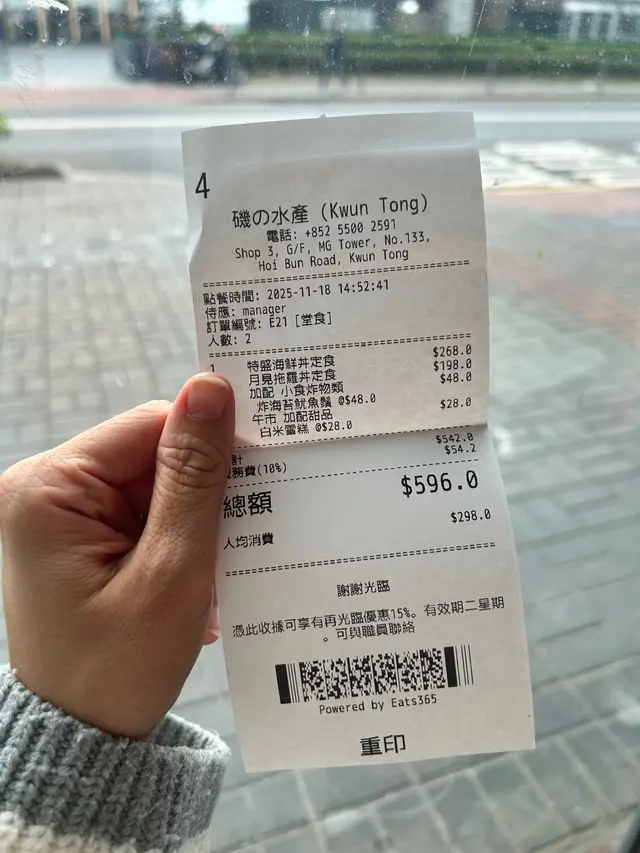 4
磯の水產 (Kwun Tong)
電話: +852 5500 2591
Shop 3, G/F, MG Tower, No.133,
Hoi Bun Road, Kwun Tong
點餐時間: 2025-11-18 14:52:41
侍應: manager
訂單編號: E21 [堂食]
人數: 2
1 特盛海鮮丼定食 $268.0
月見拖羅丼定食 $198.0
加配 小食炸物類 $48.0
炸海苔魷魚鬚 @$48.0
午市 加配甜品 $28.0
白米雪糕 @$28.0
計 $542.0
務費(10%) $54.2
總額 $596.0
人均消費 $298.0
謝謝光臨
憑此收據可享有再光臨優惠15%。有效期二星期
。可與職員聯絡
Powered by Eats365
重印